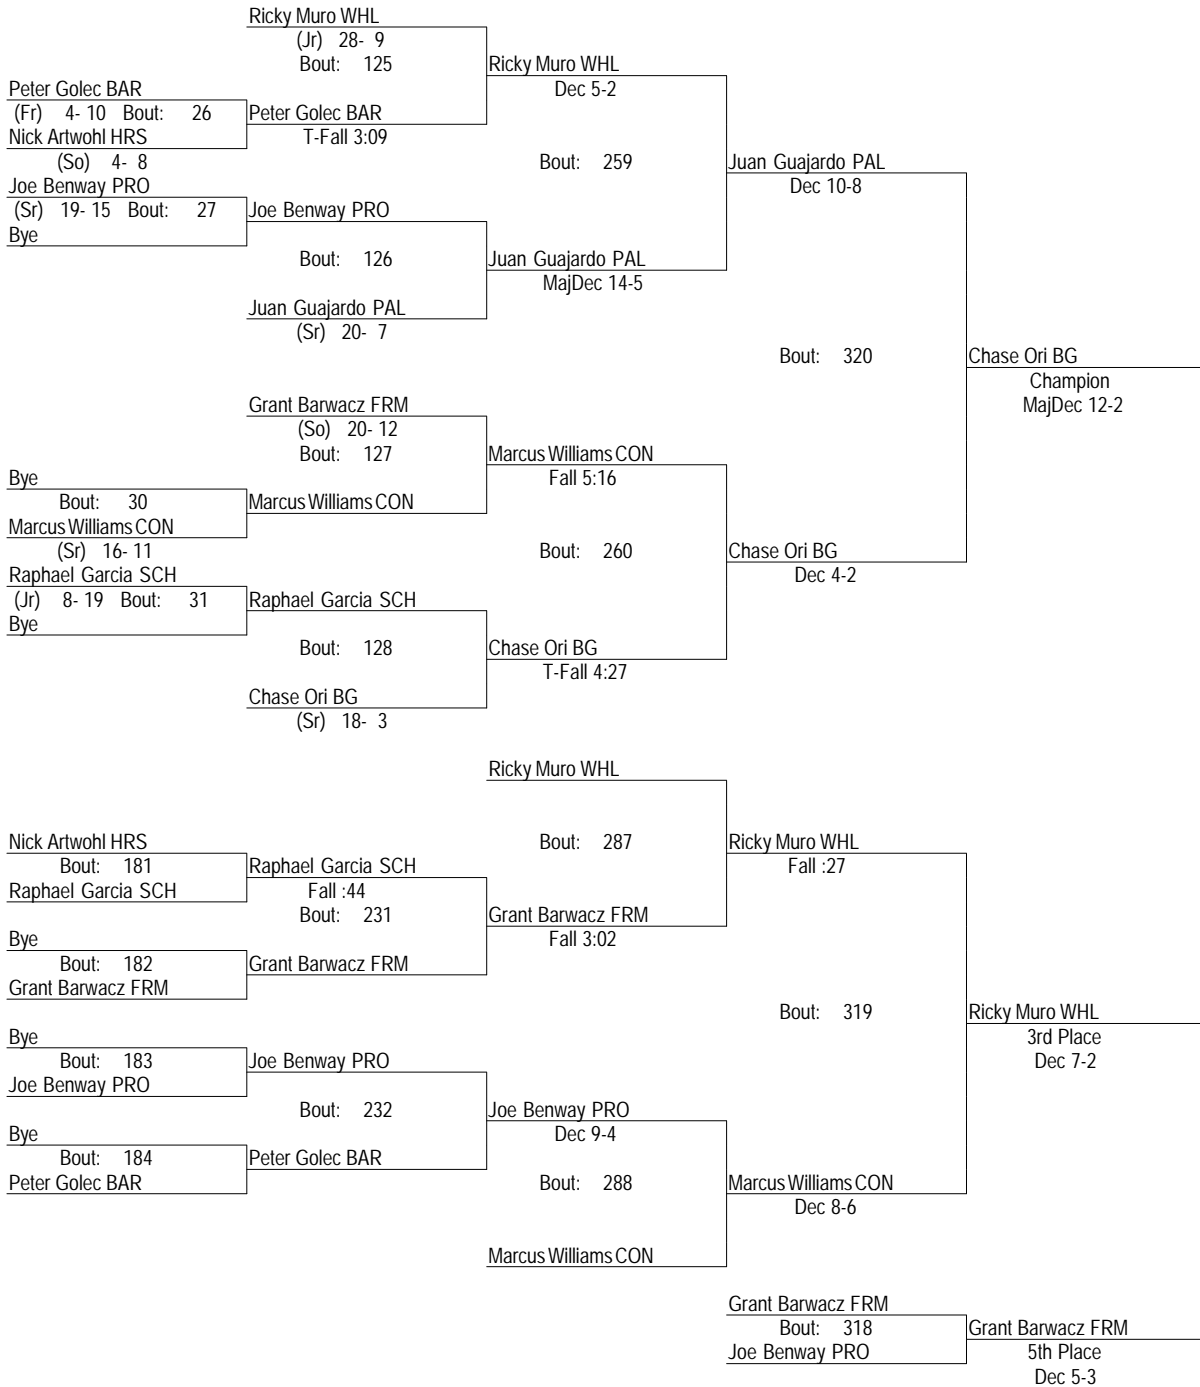 Ricky Muro WHL
(Jr) 28- 9
Bout: 125
Ricky Muro WHL
Dec 5-2
Peter Golec BAR
(Fr) 4- 10 Bout: 26
Peter Golec BAR
T-Fall 3:09
Nick Artwohl HRS
(So) 4- 8
Bout: 259
Juan Guajardo PAL
Dec 10-8
Joe Benway PRO
(Sr) 19- 15 Bout: 27
Joe Benway PRO
Bye
Bout: 126
Juan Guajardo PAL
MajDec 14-5
Juan Guajardo PAL
(Sr) 20- 7
Bout: 320
Chase Ori BG
Champion
MajDec 12-2
Grant Barwacz FRM
(So) 20- 12
Bout: 127
Marcus Williams CON
Fall 5:16
Bye
Bout: 30
Marcus Williams CON
Marcus Williams CON
(Sr) 16- 11
Bout: 260
Chase Ori BG
Dec 4-2
Raphael Garcia SCH
(Jr) 8- 19 Bout: 31
Raphael Garcia SCH
Bye
Bout: 128
Chase Ori BG
T-Fall 4:27
Chase Ori BG
(Sr) 18- 3
Ricky Muro WHL
Nick Artwohl HRS
Bout: 181
Raphael Garcia SCH
Raphael Garcia SCH
Fall :44
Bout: 287
Ricky Muro WHL
Fall :27
Bout: 231
Grant Barwacz FRM
Fall 3:02
Bye
Bout: 182
Grant Barwacz FRM
Grant Barwacz FRM
Bout: 319
Ricky Muro WHL
3rd Place
Dec 7-2
Bye
Bout: 183
Joe Benway PRO
Joe Benway PRO
Bout: 232
Joe Benway PRO
Dec 9-4
Bye
Bout: 184
Peter Golec BAR
Peter Golec BAR
Bout: 288
Marcus Williams CON
Dec 8-6
Marcus Williams CON
Grant Barwacz FRM
Bout: 318
Joe Benway PRO
Grant Barwacz FRM
5th Place
Dec 5-3